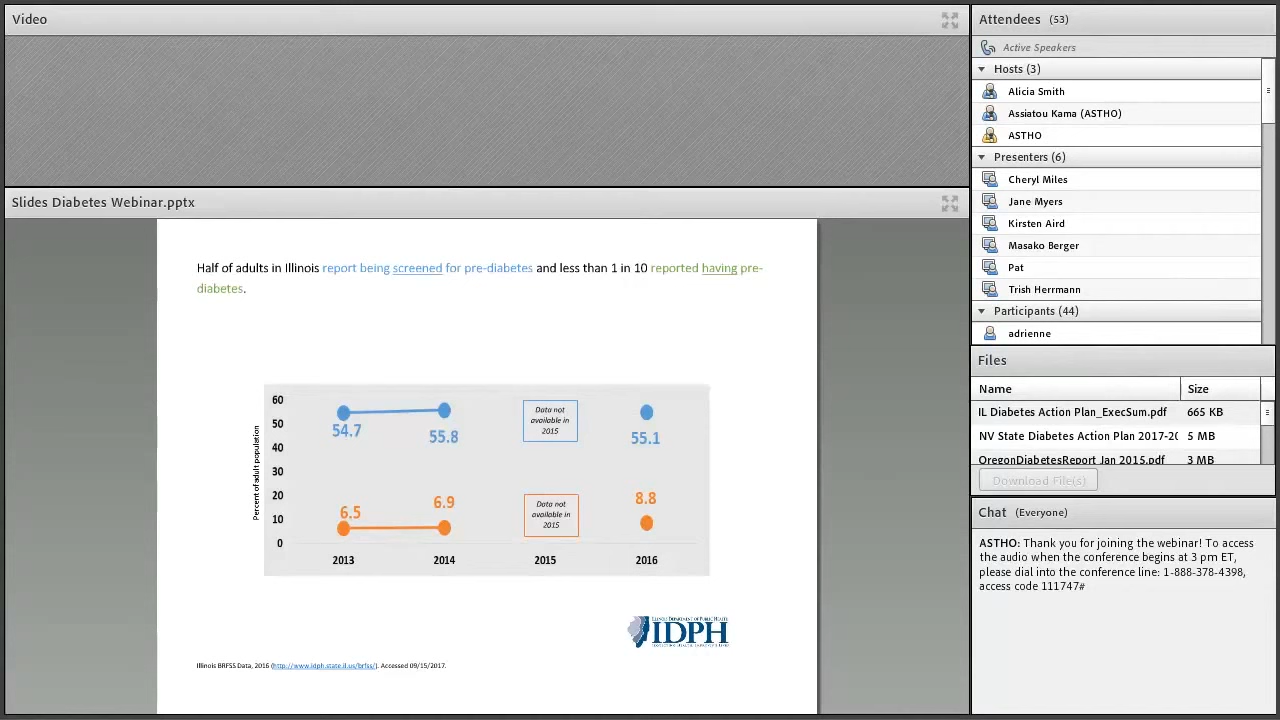 Video
Slides Diabetes Webinar.pptx
Half of adults in Illinois report being screened for pre-diabetes and less than 1 in 10 reported having pre-
diabetes.
Percent of adult population
60
50
40
30
20
10
0
54.7
55.8
Data not
available in
2015
55.1
6.5
6.9
Data not
available in
2015
8.8
2013
2014
2015
2016
ILLINOIS DEPARTMENT OF PUBLIC HEALTH
IDPH
Illinois BRFSS Data, 2016 (http://www.idph.state.il.us/brfss/). Accessed 09/15/2017.
Attendees (53)
Active Speakers
Hosts (3)
Alicia Smith
Assiatou Kama (ASTHO)
ASTHO
Presenters (6)
Cheryl Miles
Jane Myers
Kirsten Aird
Masako Berger
Pat
Trish Herrmann
Participants (44)
adrienne
Files
Name Size
IL Diabetes Action Plan_ExecSum.pdf 665 KB
NV State Diabetes Action Plan 2017-20 5 MB
OregonDiabetesReport Jan 2015.pdf 3 MB
Download File(s)
Chat (Everyone)
ASTHO: Thank you for joining the webinar! To access
the audio when the conference begins at 3 pm ET,
please dial into the conference line: 1-888-378-4398,
access code 111747#